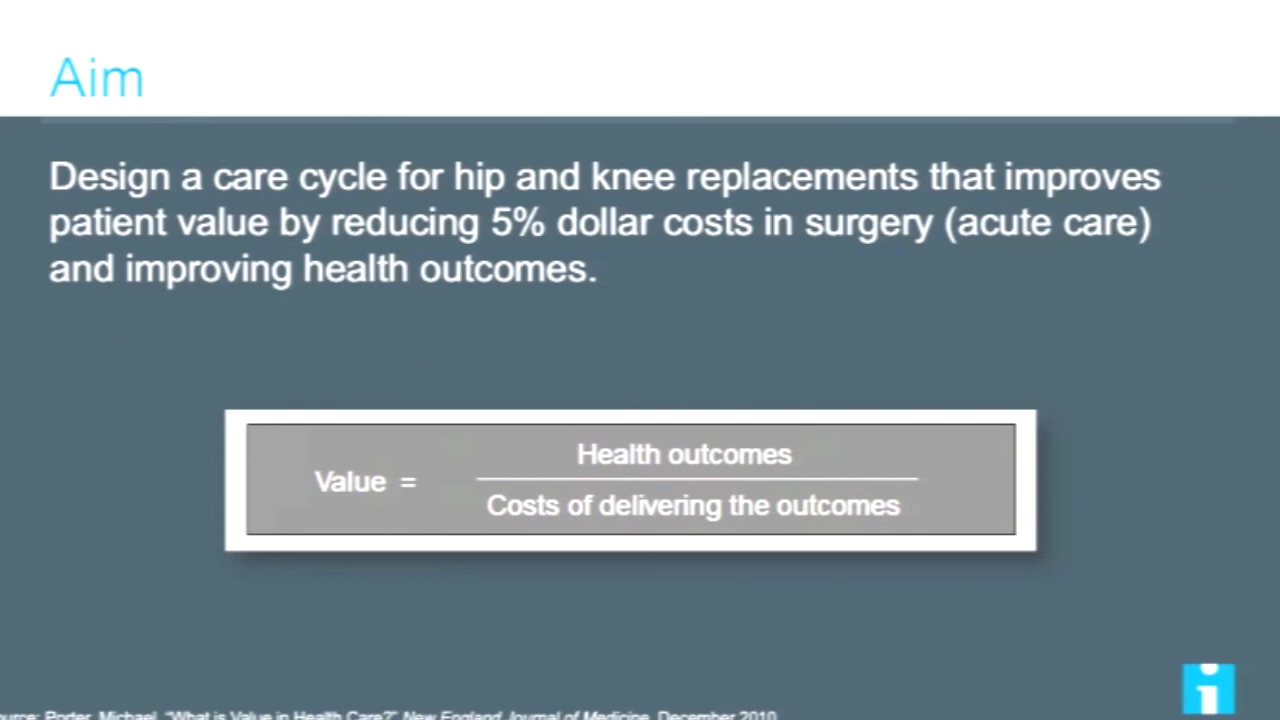 Aim
Design a care cycle for hip and knee replacements that improves
patient value by reducing 5% dollar costs in surgery (acute care)
and improving health outcomes.
Value =
Health outcomes
Costs of delivering the outcomes
ource: Porter, Michael, "What is Value in Health Care?" New England Journal of Medicine, December 2010